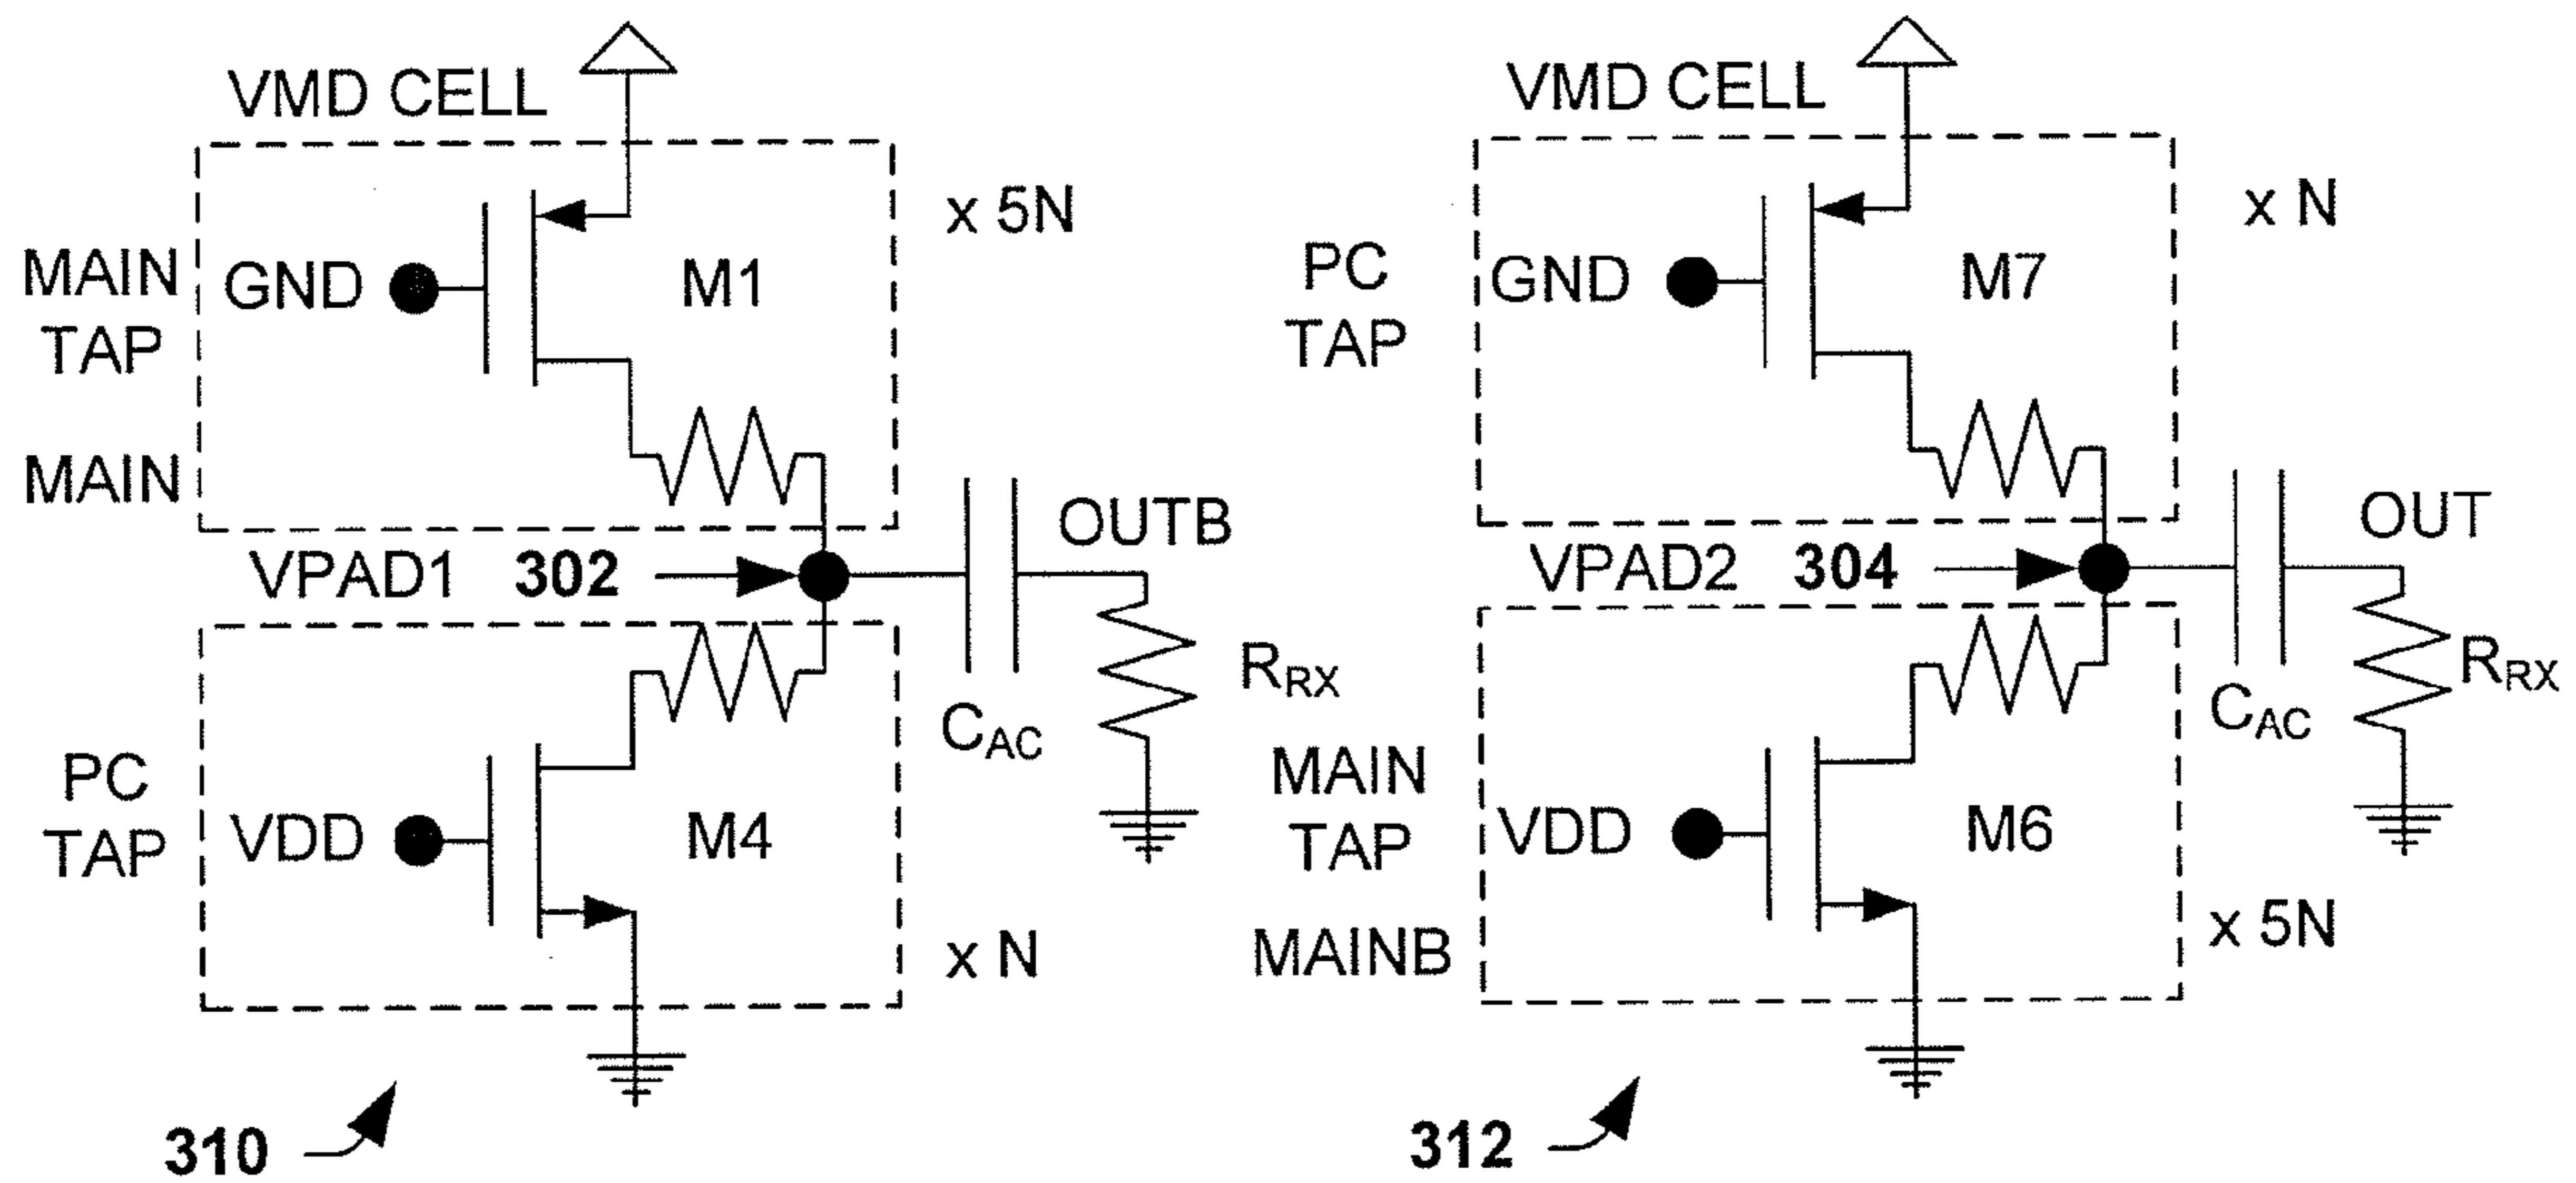 VMD CELL
x 5N
MAIN
TAP
GND
M1
MAIN
VPAD1 302
OUTB
RRX
CAC
PC
TAP
VDD
M4
x N
310
VMD CELL
x N
PC
TAP
GND
M7
VPAD2 304
OUT
RRX
CAC
MAIN
TAP
VDD
M6
MAINB
x 5N
312